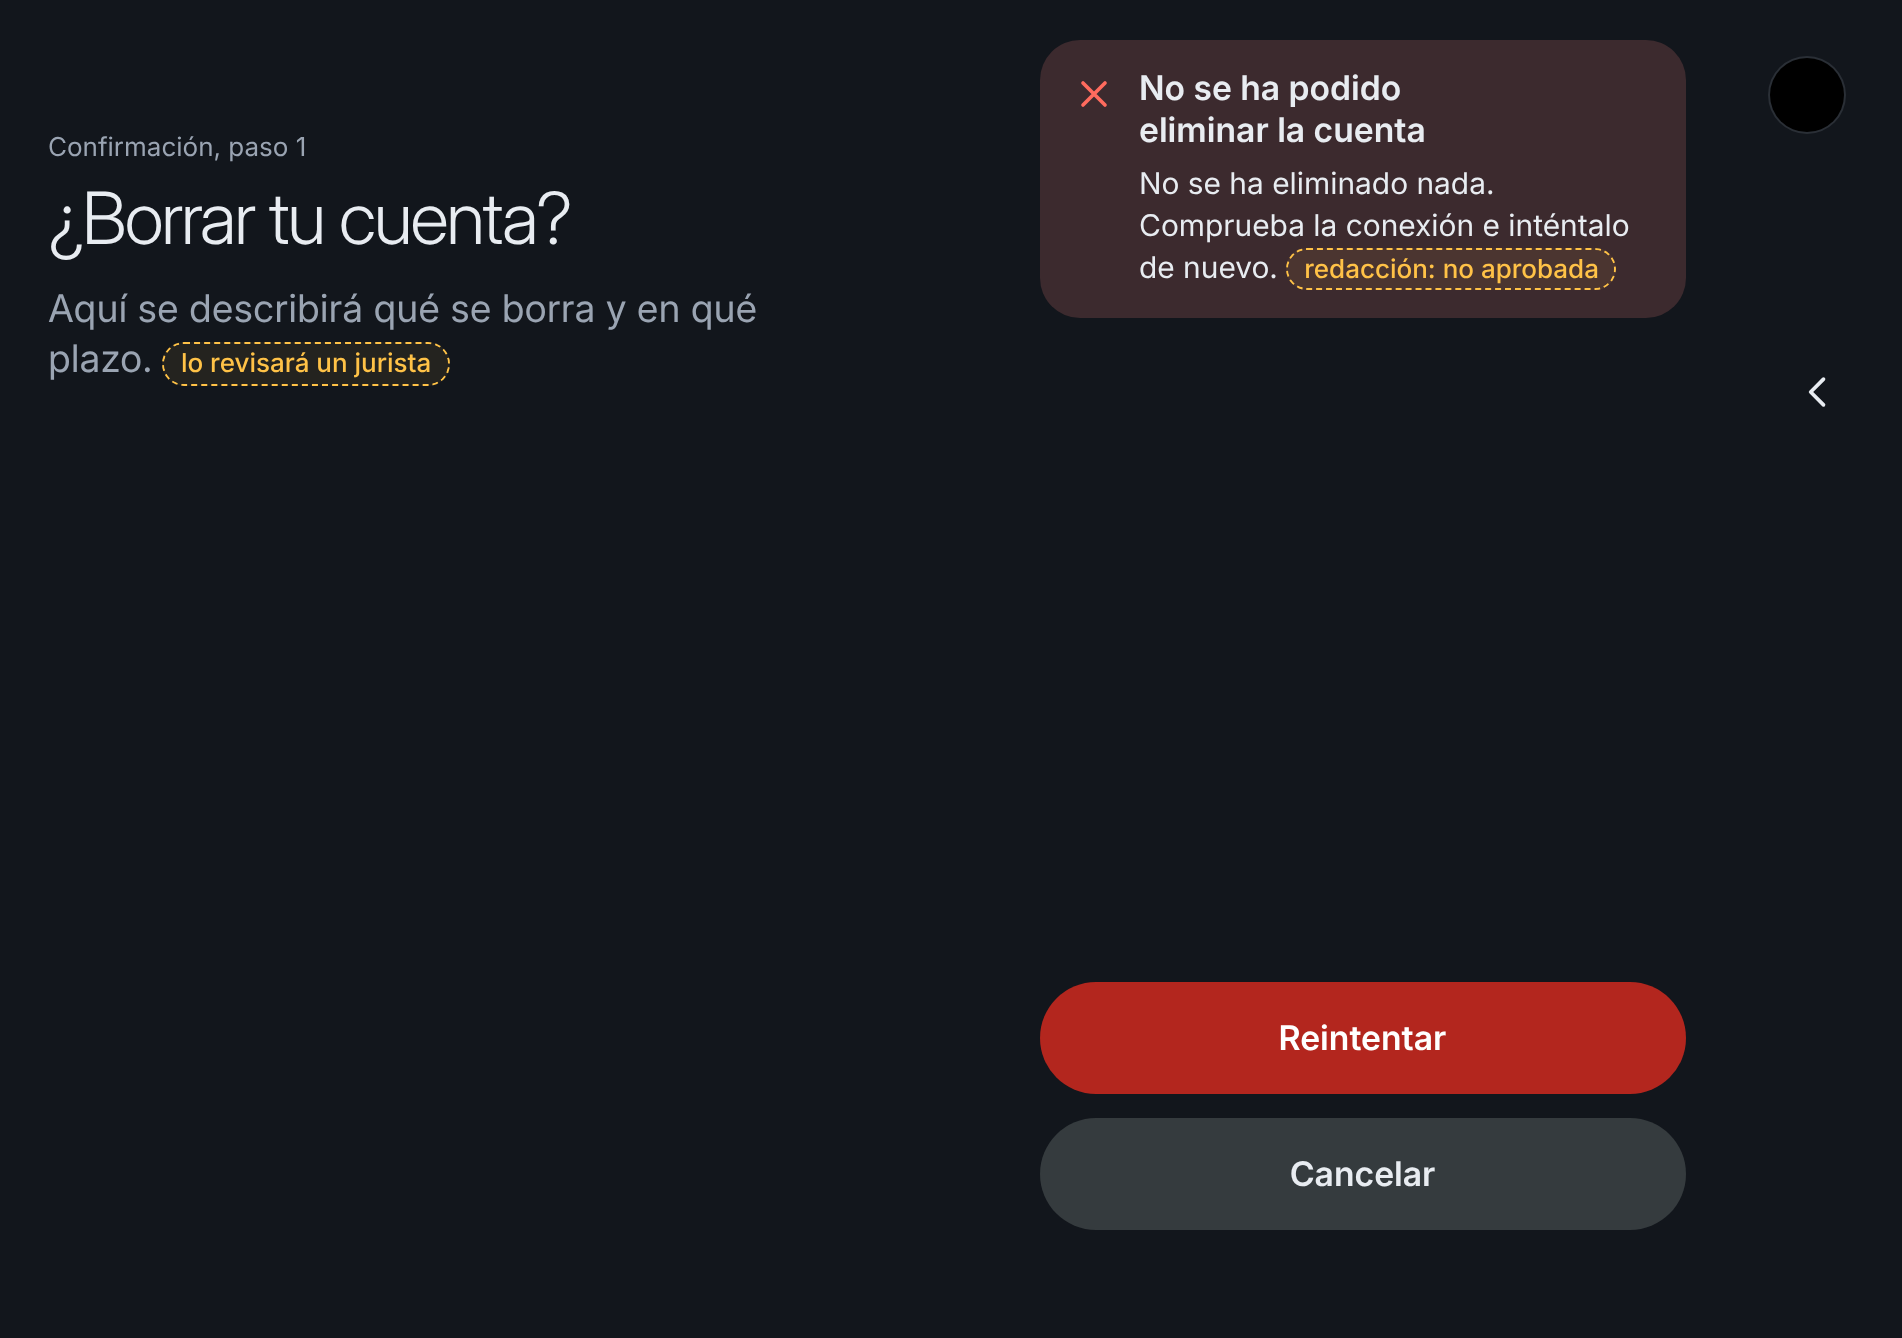 Confirmación, paso 1
¿Borrar tu cuenta?
Aquí se describirá qué se borra y en qué
plazo. lo revisará un jurista
No se ha podido
eliminar la cuenta
No se ha eliminado nada.
Comprueba la conexión e inténtalo
de nuevo. redacción: no aprobada
Reintentar
Cancelar